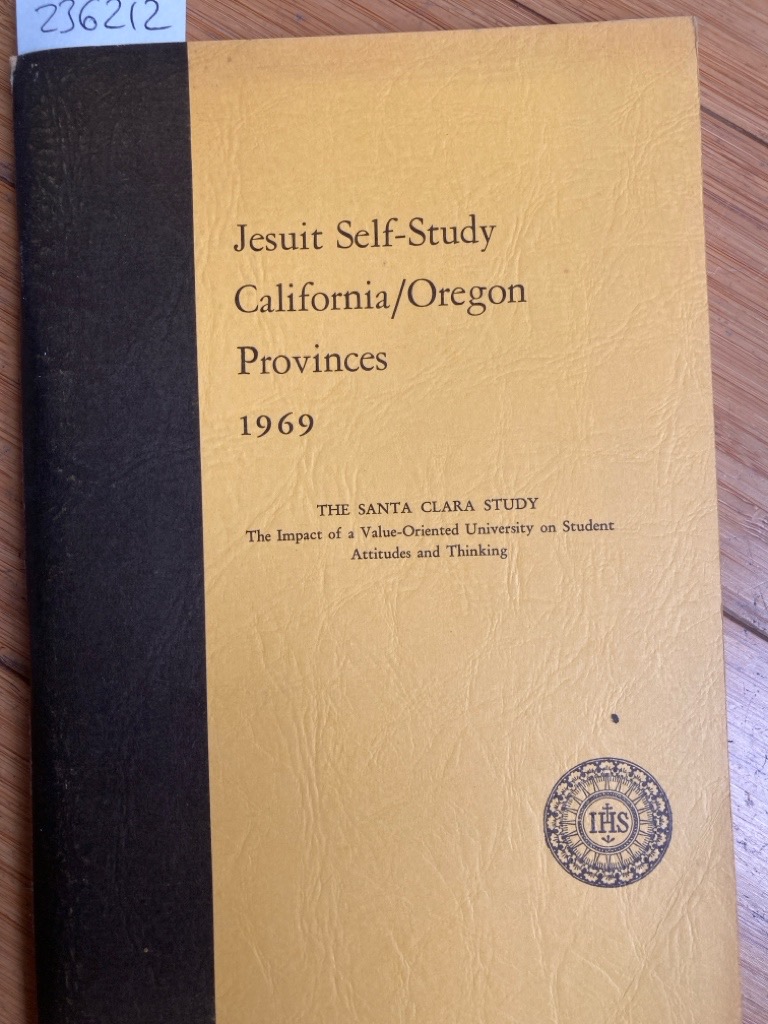 236212
Jesuit Self-Study
California/Oregon
Provinces
1969
THE SANTA CLARA STUDY
The Impact of a Value-Oriented University on Student
Attitudes and Thinking
IHS